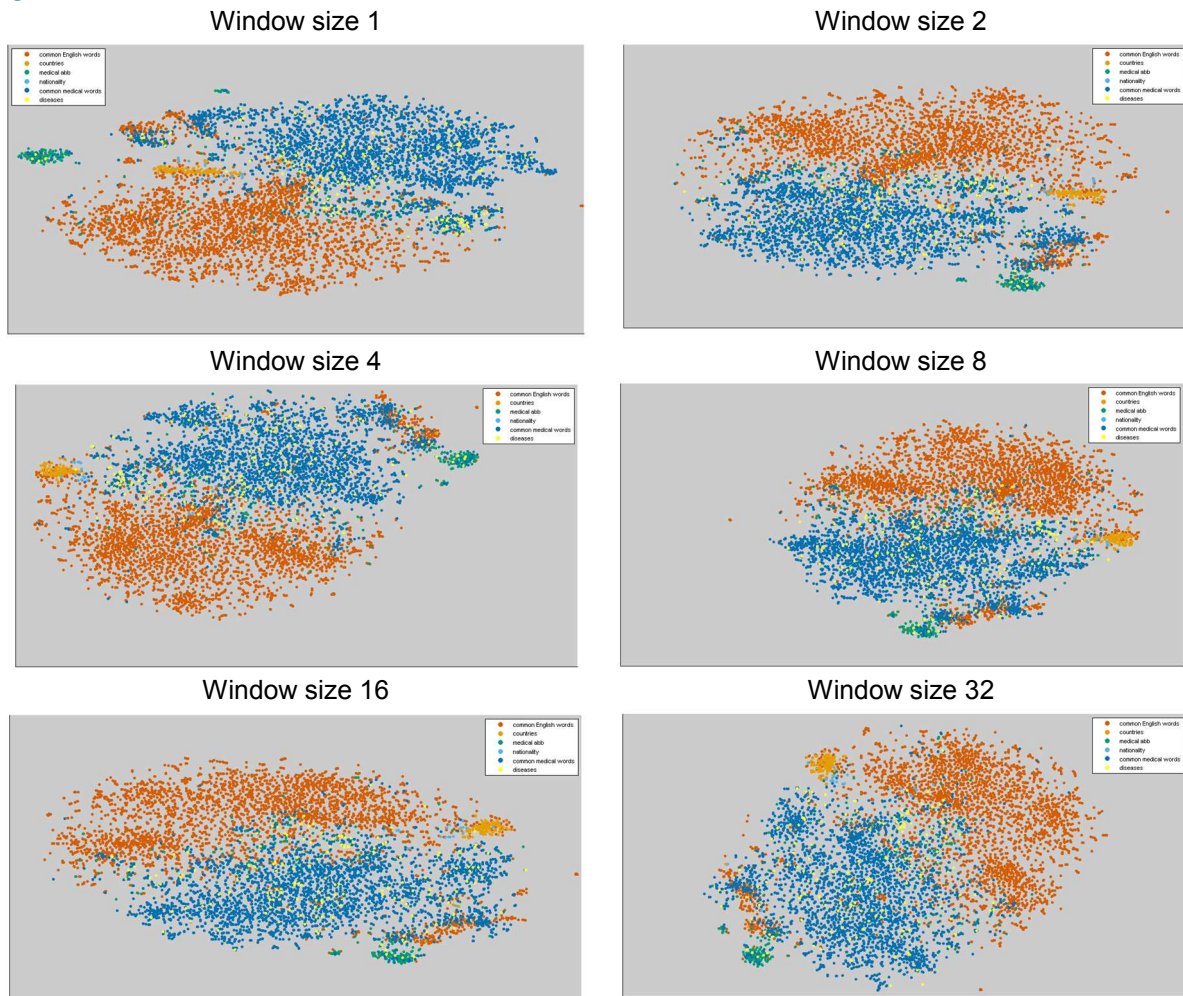 Window size 1
Window size 2
common English words
countries
medical abb
nationality
common medical words
diseases
common English words
countries
medical abb
nationality
common medical words
diseases
Window size 4
Window size 8
common English words
countries
medical abb
nationality
common medical words
diseases
common English words
countries
medical abb
nationality
common medical words
diseases
Window size 16
Window size 32
common English words
countries
medical abb
nationality
common medical words
diseases
common English words
countries
medical abb
nationality
common medical words
diseases